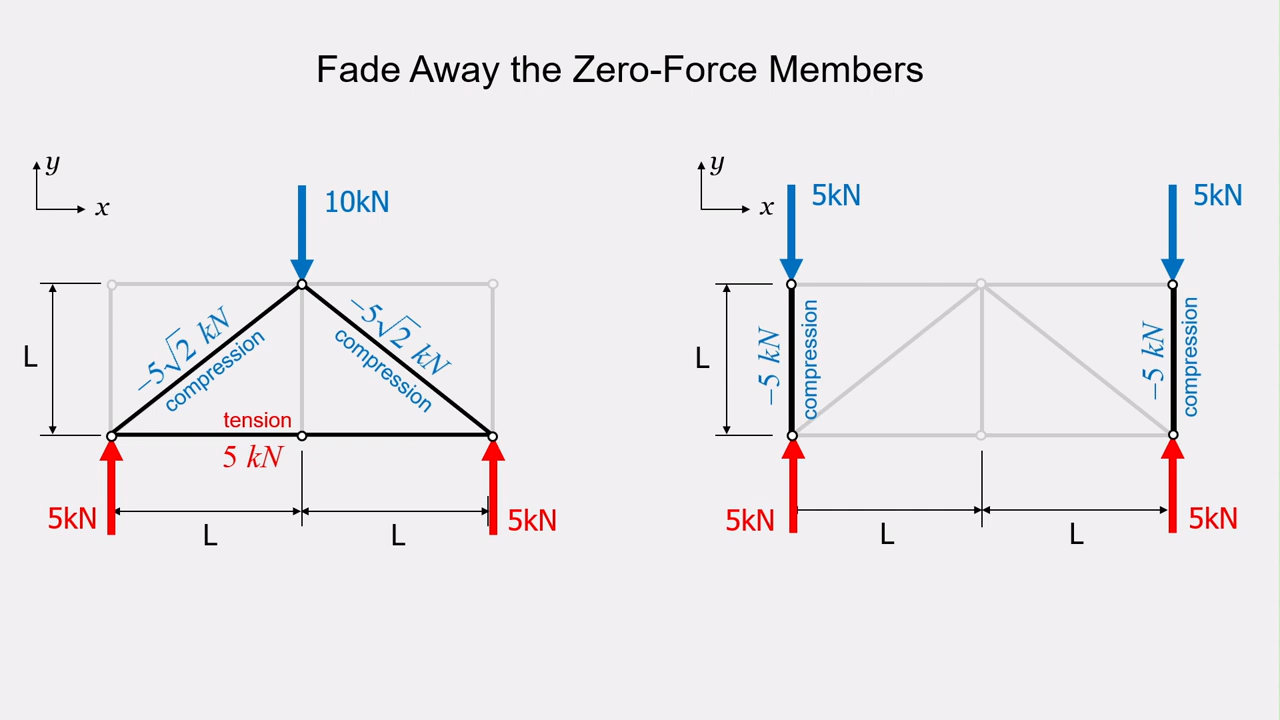 Fade Away the Zero-Force Members
y
x
10kN
L
−5√2 kN
compression
−5√2 kN
compression
tension
5 kN
5kN
5kN
L
L
y
x
5kN
5kN
L
−5 kN
compression
−5 kN
compression
5kN
5kN
L
L